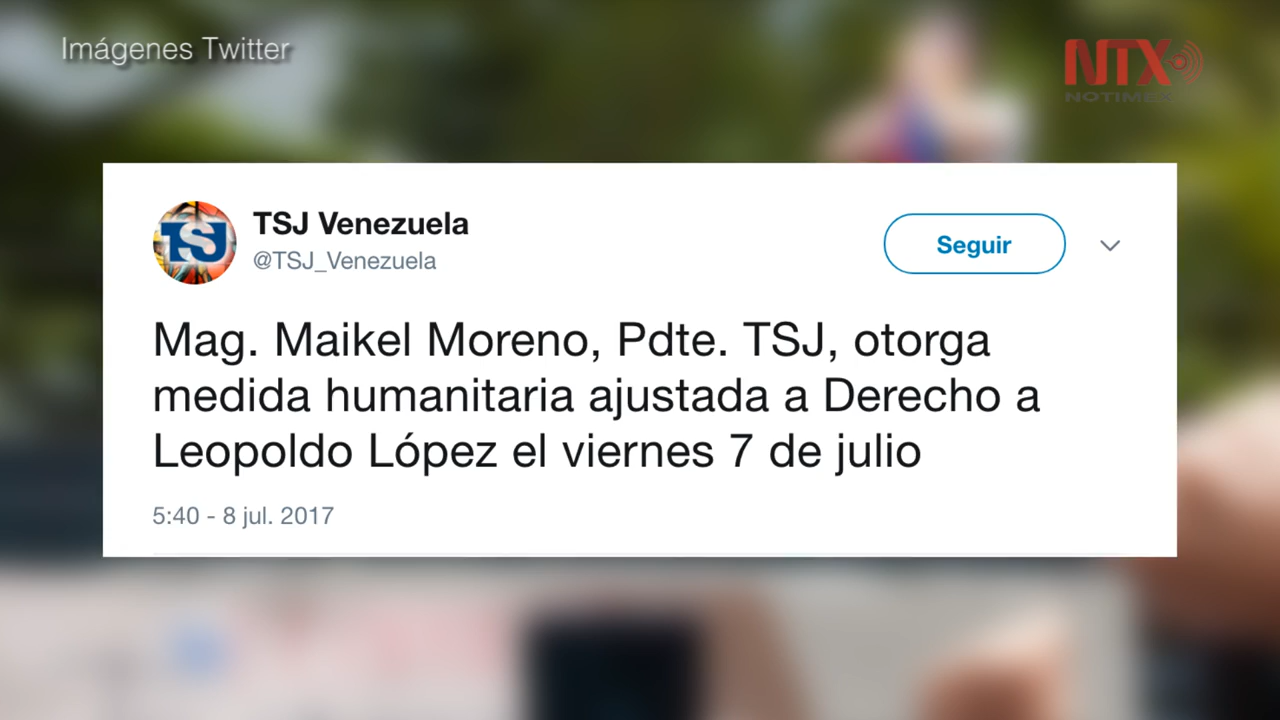 Imágenes Twitter
NTX
NOTIMEX
TSJ
TSJ Venezuela
@TSJ_Venezuela
Seguir
Mag. Maikel Moreno, Pdte. TSJ, otorga
medida humanitaria ajustada a Derecho a
Leopoldo López el viernes 7 de julio
5:40 - 8 jul. 2017